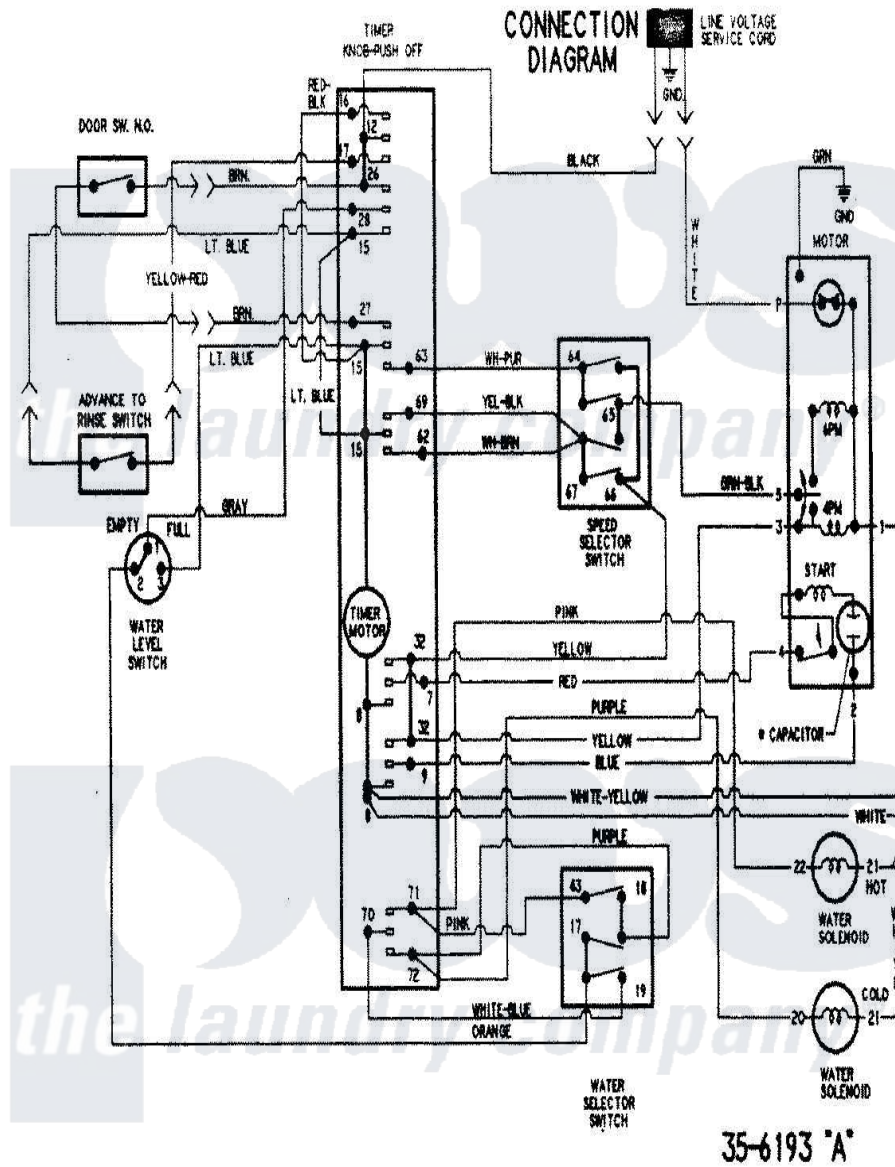 CONNECTION
DIAGRAM
LINE VOLTAGE
SERVICE CORD
GND.
TIMER
KNOB-PUSH OFF
RED-
BLK
16
12
DOOR SW. N.O.
17
BRN.
26
BLACK
GRN
GND
28
LT. BLUE
15
WHITE
MOTOR
YELLOW-RED
P
BRN.
27
LT. BLUE
15
63
WH-PUR
64
LT. BLUE
69
YEL-BLK
65
ADVANCE TO
RINSE SWITCH
15
62
WH-BRN
6PM
67
66
BRN-BLK
5
GRAY
EMPTY
FULL
SPEED
SELECTOR
SWITCH
4PM
3
1
1
2
3
START
WATER
LEVEL
SWITCH
TIMER
MOTOR
PINK
32
YELLOW
4
RED
7
8
PURPLE
2
32
* CAPACITOR
YELLOW
BLUE
9
WHITE-YELLOW
8
WHITE-
PURPLE
22
21
HOT
71
43
18
70
PINK
17
WATER
SOLENOID
72
19
COLD
WHITE-BLUE
20
21
ORANGE
WATER
SOLENOID
WATER
SELECTOR
SWITCH
35-6193 "A"
the laundry company
the laundry company